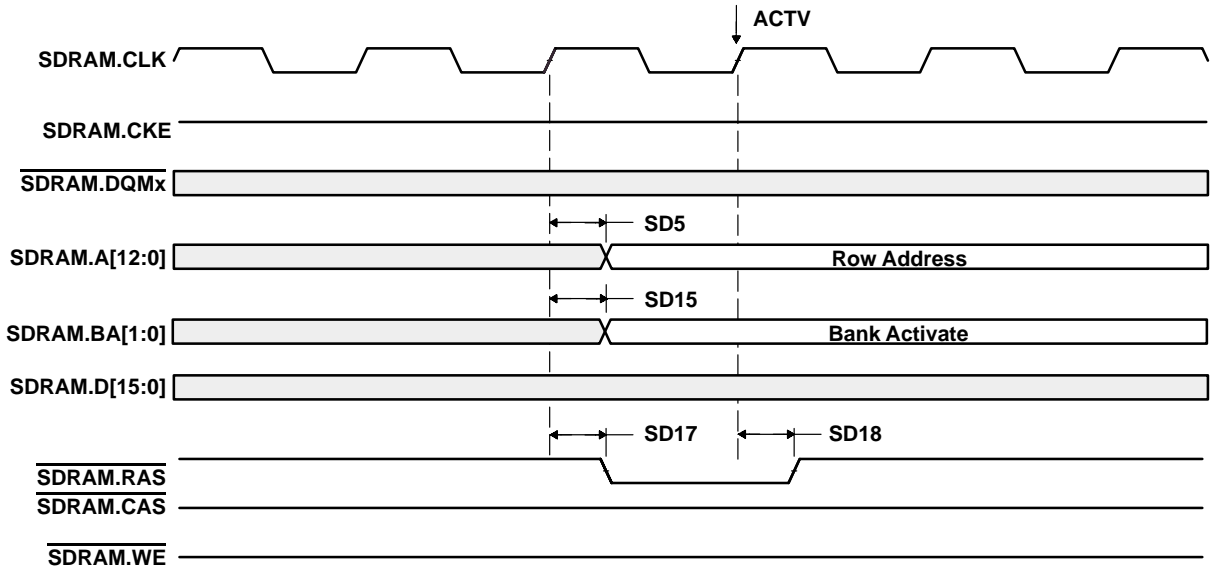 ACTV
SDRAM.CLK
SDRAM.CKE
SDRAM.DQMx
SD5
SDRAM.A[12:0]
Row Address
SD15
SDRAM.BA[1:0]
Bank Activate
SDRAM.D[15:0]
SD17
SD18
SDRAM.RAS
SDRAM.CAS
SDRAM.WE